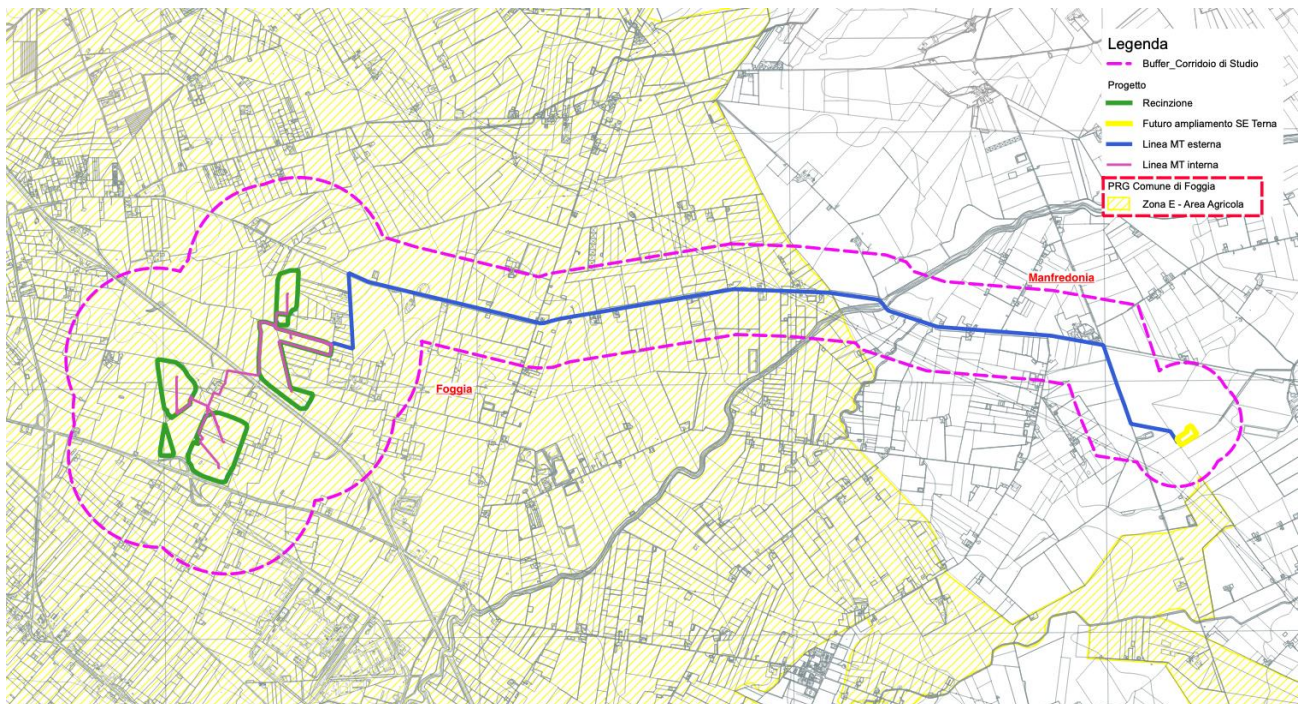 Legenda
Buffer_Corridoio di Studio
Progetto
Recinzione
Futuro ampliamento SE Terna
Linea MT esterna
Linea MT interna
PRG Comune di Foggia
Zona E - Area Agricola
Manfredonia
Foggia